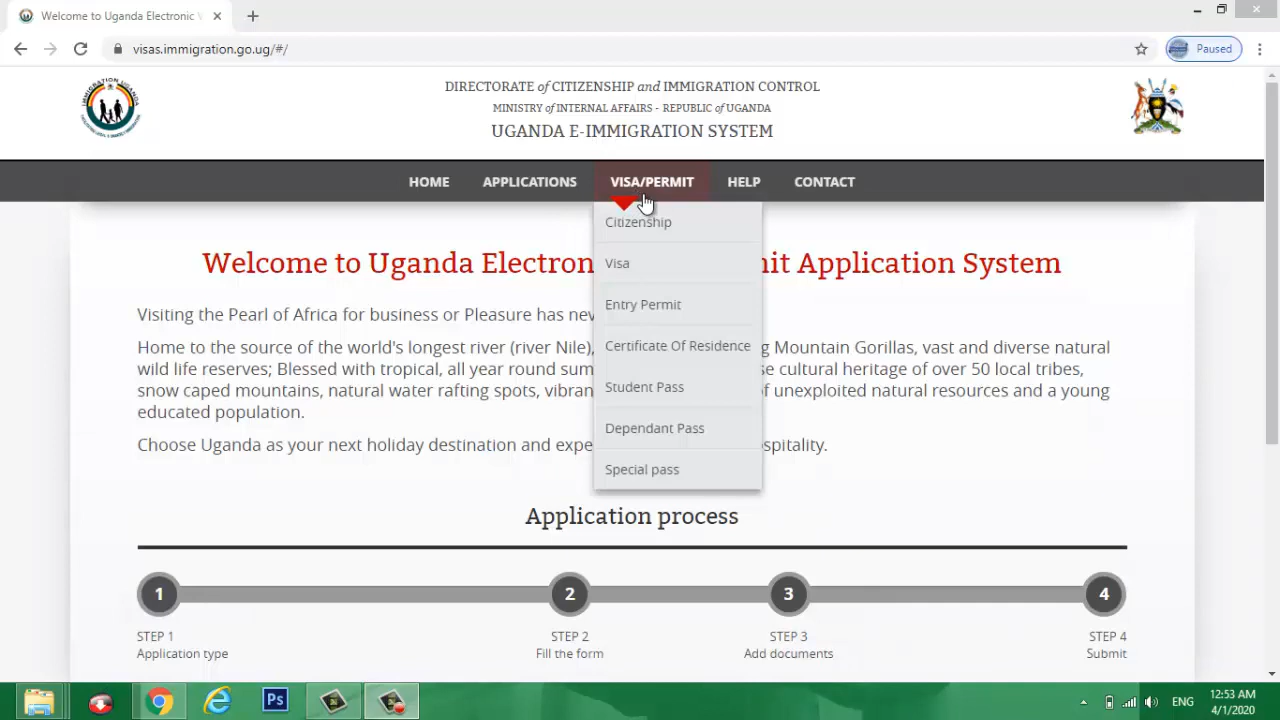 Welcome to Uganda Electronic
visas.immigration.go.ug/#/
Paused
DIRECTORATE of CITIZENSHIP and IMMIGRATION CONTROL
MINISTRY of INTERNAL AFFAIRS - REPUBLIC of UGANDA
UGANDA E-IMMIGRATION SYSTEM
HOME APPLICATIONS VISA/PERMIT HELP CONTACT
Citizenship
Visa
Entry Permit
Certificate Of Residence
Student Pass
Dependant Pass
Special pass
Welcome to Uganda Electron it Application System
Visiting the Pearl of Africa for business or Pleasure has nev
Home to the source of the world's longest river (river Nile), g Mountain Gorillas, vast and diverse natural
wild life reserves; Blessed with tropical, all year round sum se cultural heritage of over 50 local tribes,
snow caped mountains, natural water rafting spots, vibran of unexploited natural resources and a young
educated population.
Choose Uganda as your next holiday destination and expe spitality.
Application process
1 2 3 4
STEP 1 STEP 2 STEP 3 STEP 4
Application type Fill the form Add documents Submit
Ps
ENG
12:53 AM
4/1/2020